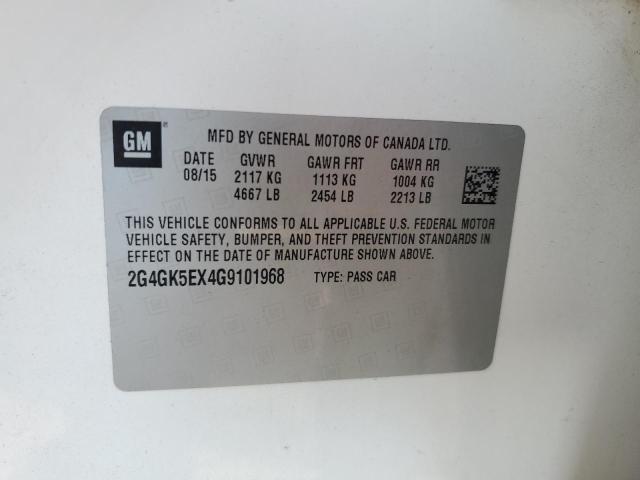 GM
MFD BY GENERAL MOTORS OF CANADA LTD.
DATE GVWR GAWR FRT GAWR RR
08/15 2117 KG 1113 KG 1004 KG
4667 LB 2454 LB 2213 LB
THIS VEHICLE CONFORMS TO ALL APPLICABLE U.S. FEDERAL MOTOR
VEHICLE SAFETY, BUMPER, AND THEFT PREVENTION STANDARDS IN
EFFECT ON THE DATE OF MANUFACTURE SHOWN ABOVE.
2G4GK5EX4G9101968 TYPE: PASS CAR